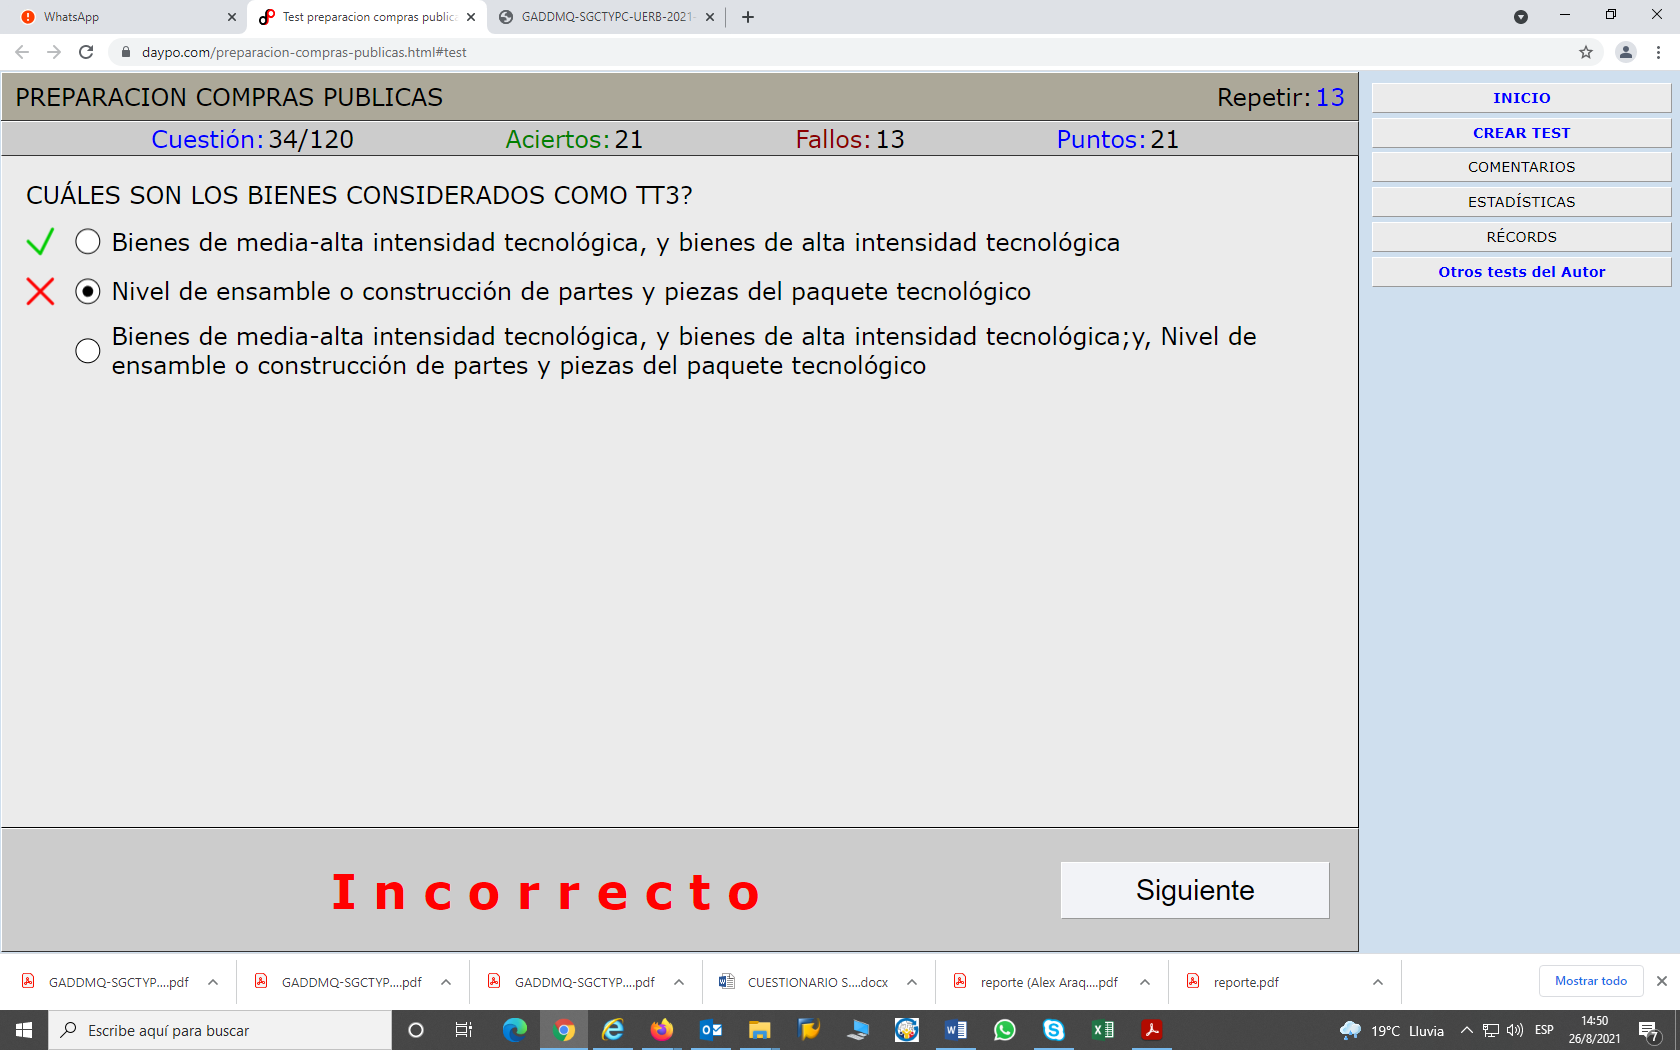 WhatsApp
Test preparacion compras public
GADDMQ-SGCTYPC-UERB-2021-
daypo.com/preparacion-compras-publicas.html#test
PREPARACION COMPRAS PUBLICAS
Repetir: 13
Cuestión: 34/120
Aciertos: 21
Fallos: 13
Puntos: 21
CUÁLES SON LOS BIENES CONSIDERADOS COMO TT3?
Bienes de media-alta intensidad tecnológica, y bienes de alta intensidad tecnológica
Nivel de ensamble o construcción de partes y piezas del paquete tecnológico
Bienes de media-alta intensidad tecnológica, y bienes de alta intensidad tecnológica;y, Nivel de
ensamble o construcción de partes y piezas del paquete tecnológico
Incorrecto
Siguiente
INICIO
CREAR TEST
COMENTARIOS
ESTADÍSTICAS
RÉCORDS
Otros tests del Autor
GADDMQ-SGCTYP....pdf
GADDMQ-SGCTYP....pdf
GADDMQ-SGCTYP....pdf
CUESTIONARIO S....docx
reporte (Alex Araq....pdf
reporte.pdf
Mostrar todo
Escribe aquí para buscar
19°C Lluvia
ESP
14:50
26/8/2021
7